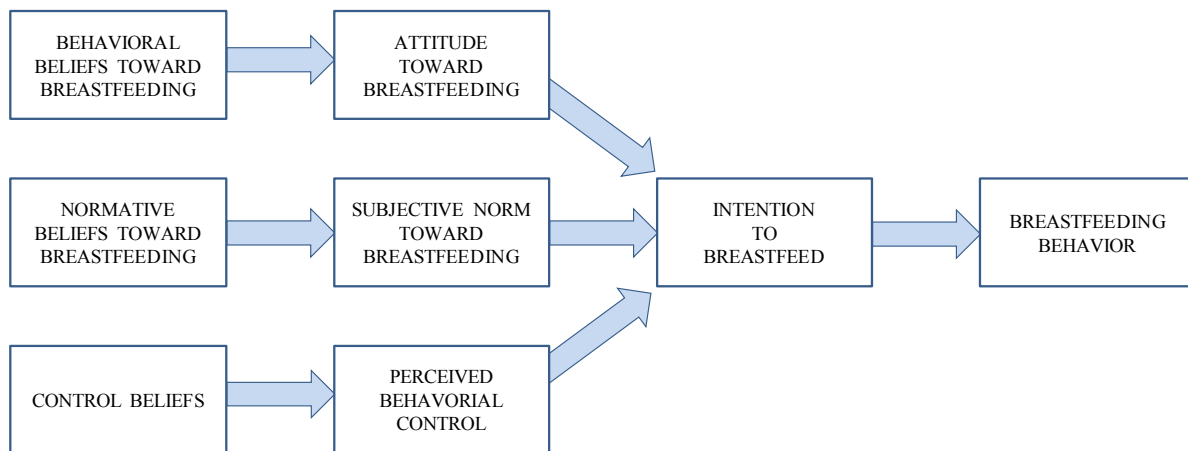 BEHAVIORAL
BELIEFS TOWARD
BREASTFEEDING
ATTITUDE
TOWARD
BREASTFEEDING
NORMATIVE
BELIEFS TOWARD
BREASTFEEDING
SUBJECTIVE NORM
TOWARD
BREASTFEEDING
INTENTION
TO
BREASTFEED
BREASTFEEDING
BEHAVIOR
CONTROL BELIEFS
PERCEIVED
BEHAVORIAL
CONTROL